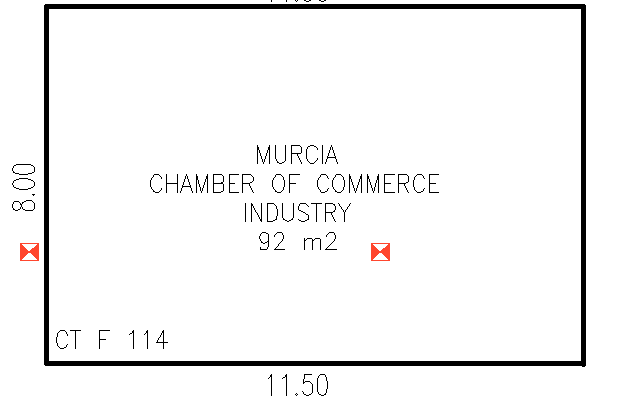 8.00
MURCIA
CHAMBER OF COMMERCE
INDUSTRY
92 m2
CT F 114
11.50